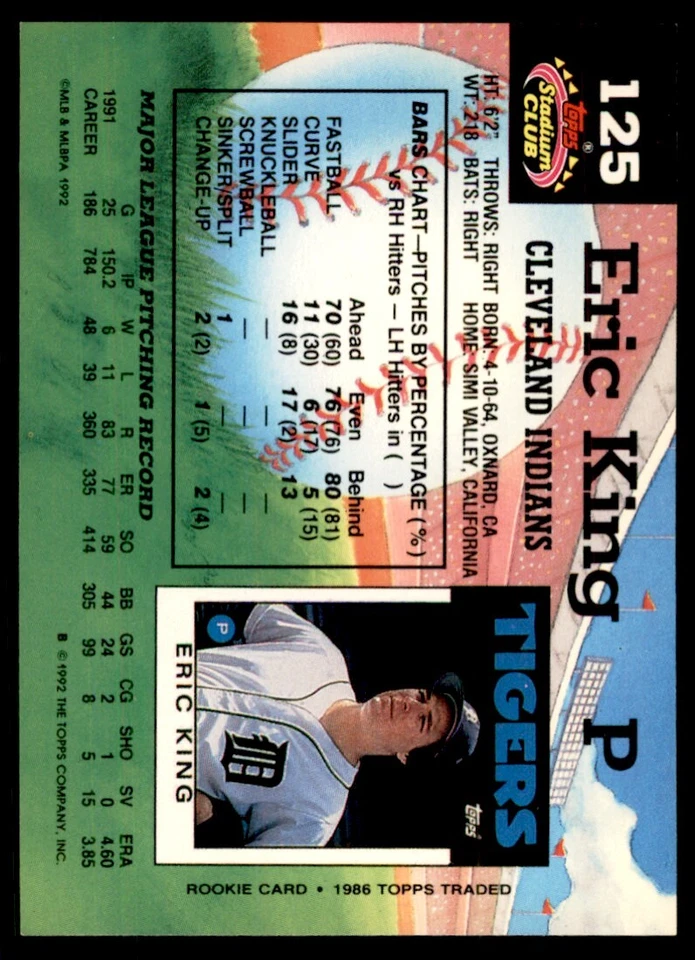 125
Eric King P
Topps®
Stadium
CLUB
CLEVELAND INDIANS
HT: 6'2" THROWS: RIGHT BORN: 4-10-64, OXNARD, CA
WT: 218 BATS: RIGHT HOME: SIMI VALLEY, CALIFORNIA
BARS CHART—PITCHES BY PERCENTAGE (%)
vs RH Hitters — LH Hitters in ( )
Ahead Even Behind
FASTBALL 70 (60) 76 (76) 80 (81)
CURVE 11 (30) 6 (17) 5 (15)
SLIDER 16 (8) 17 (2) 13
KNUCKLEBALL — — —
SCREWBALL — — —
SINKER/SPLIT 1 — —
CHANGE-UP 2 (2) 1 (5) 2 (4)
MAJOR LEAGUE PITCHING RECORD
G IP W L R ER SO BB GS CG SHO SV ERA
1991 25 150.2 6 11 83 77 59 44 24 2 1 0 4.60
CAREER 186 784 48 39 360 335 414 305 99 8 5 15 3.85
©MLB & MLBPA 1992
B ©1992 THE TOPPS COMPANY, INC.
TIGERS
topps
D
P
ERIC KING
ROOKIE CARD • 1986 TOPPS TRADED